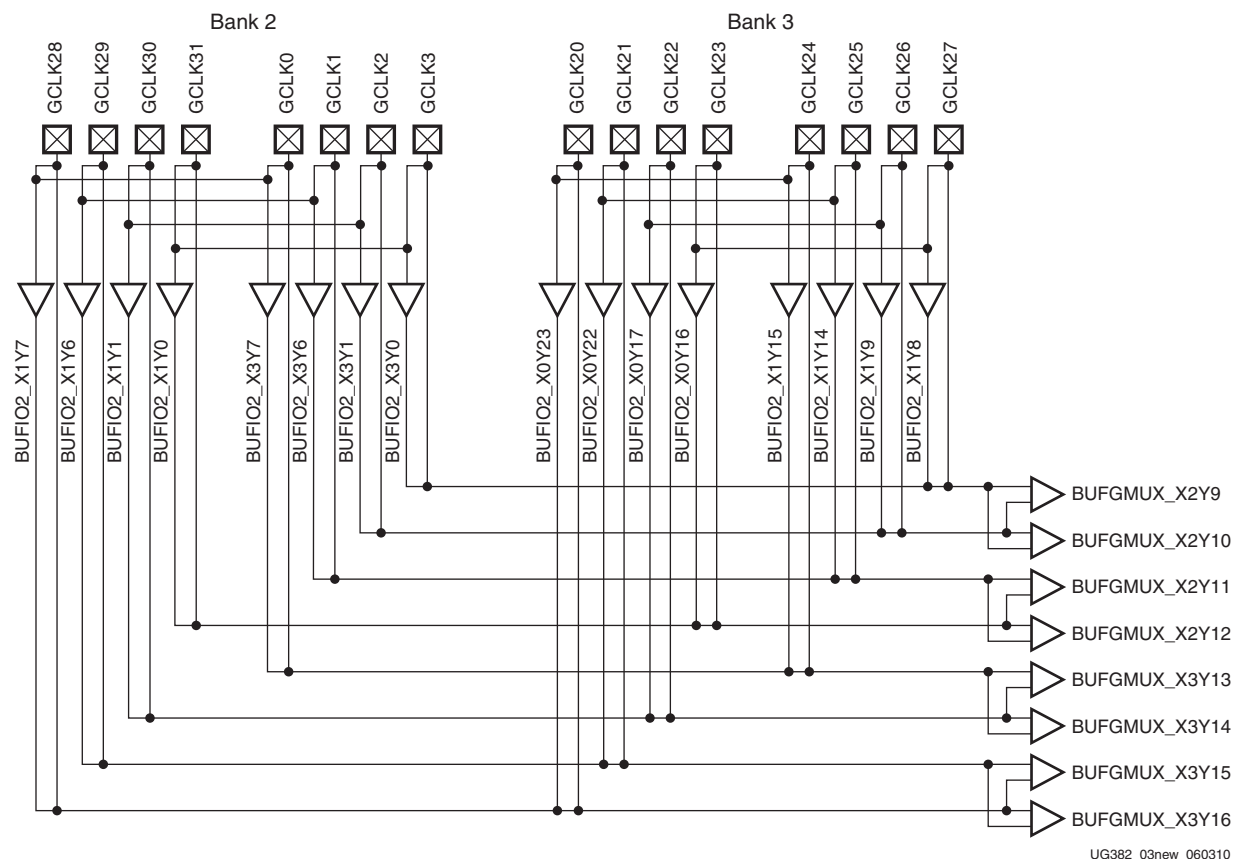 Bank 2
Bank 3
GCLK28
GCLK29
GCLK30
GCLK31
GCLK0
GCLK1
GCLK2
GCLK3
GCLK20
GCLK21
GCLK22
GCLK23
GCLK24
GCLK25
GCLK26
GCLK27
BUFIO2_X1Y7
BUFIO2_X1Y6
BUFIO2_X1Y1
BUFIO2_X1Y0
BUFIO2_X3Y7
BUFIO2_X3Y6
BUFIO2_X3Y1
BUFIO2_X3Y0
BUFIO2_X0Y23
BUFIO2_X0Y22
BUFIO2_X0Y17
BUFIO2_X0Y16
BUFIO2_X1Y15
BUFIO2_X1Y14
BUFIO2_X1Y9
BUFIO2_X1Y8
BUFGMUX_X2Y9
BUFGMUX_X2Y10
BUFGMUX_X2Y11
BUFGMUX_X2Y12
BUFGMUX_X3Y13
BUFGMUX_X3Y14
BUFGMUX_X3Y15
BUFGMUX_X3Y16
UG382_03new_060310